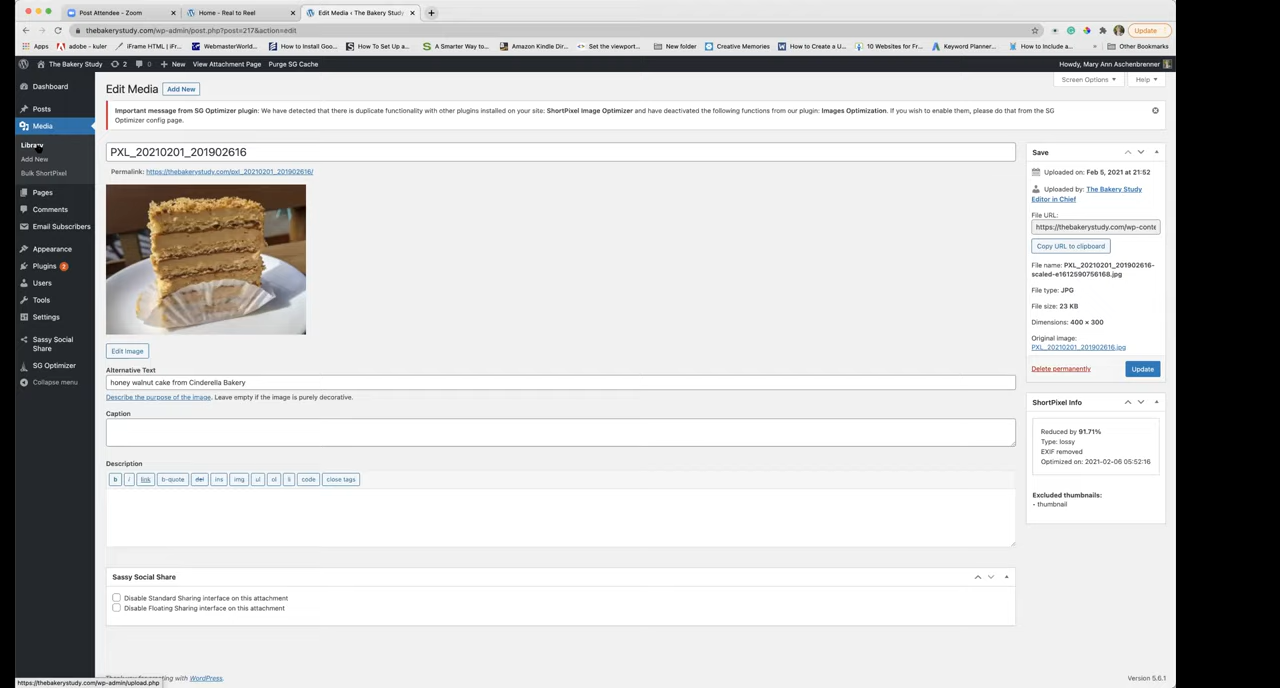 Post Attendee - Zoom
Home - Real to Reel
Edit Media ‹ The Bakery Study
thebakerystudy.com/wp-admin/post.php?post=217&action=edit
Update
Apps
adobe - kuler
iFrame HTML | iFr...
WebmasterWorld...
How to Install Goo...
How To Set Up a...
A Smarter Way to...
Amazon Kindle Dir...
Set the viewport...
New folder
Creative Memories
How to Create a U...
10 Websites for Fr...
Keyword Planner...
How to Include a...
Other Bookmarks
The Bakery Study
2
0
New
View Attachment Page
Purge SG Cache
Howdy, Mary Ann Aschenbrenner
Dashboard
Posts
Media
Library
Add New
Bulk ShortPixel
Pages
Comments
Email Subscribers
Appearance
Plugins 2
Users
Tools
Settings
Sassy Social
Share
SG Optimizer
Collapse menu
Edit Media
Add New
Screen Options
Help
Important message from SG Optimizer plugin: We have detected that there is duplicate functionality with other plugins installed on your site: ShortPixel Image Optimizer and have deactivated the following functions from our plugin: Images Optimization. If you wish to enable them, please do that from the SG
Optimizer config page.
PXL_20210201_201902616
Permalink: https://thebakerystudy.com/pxl_20210201_201902616/
Edit Image
Alternative Text
honey walnut cake from Cinderella Bakery
Describe the purpose of the image. Leave empty if the image is purely decorative.
Caption
Description
b
i
link
b-quote
del
ins
img
ul
ol
li
code
close tags
Sassy Social Share
Disable Standard Sharing interface on this attachment
Disable Floating Sharing interface on this attachment
Save
Uploaded on: Feb 5, 2021 at 21:52
Uploaded by: The Bakery Study
Editor in Chief
File URL:
https://thebakerystudy.com/wp-conte
Copy URL to clipboard
File name: PXL_20210201_201902616-
scaled-e1612590756168.jpg
File type: JPG
File size: 23 KB
Dimensions: 400 × 300
Original image:
PXL_20210201_201902616.jpg
Delete permanently
Update
ShortPixel Info
Reduced by 91.71%
Type: lossy
EXIF removed
Optimized on: 2021-02-06 05:52:16
Excluded thumbnails:
- thumbnail
with WordPress.
Version 5.6.1
https://thebakerystudy.com/wp-admin/upload.php